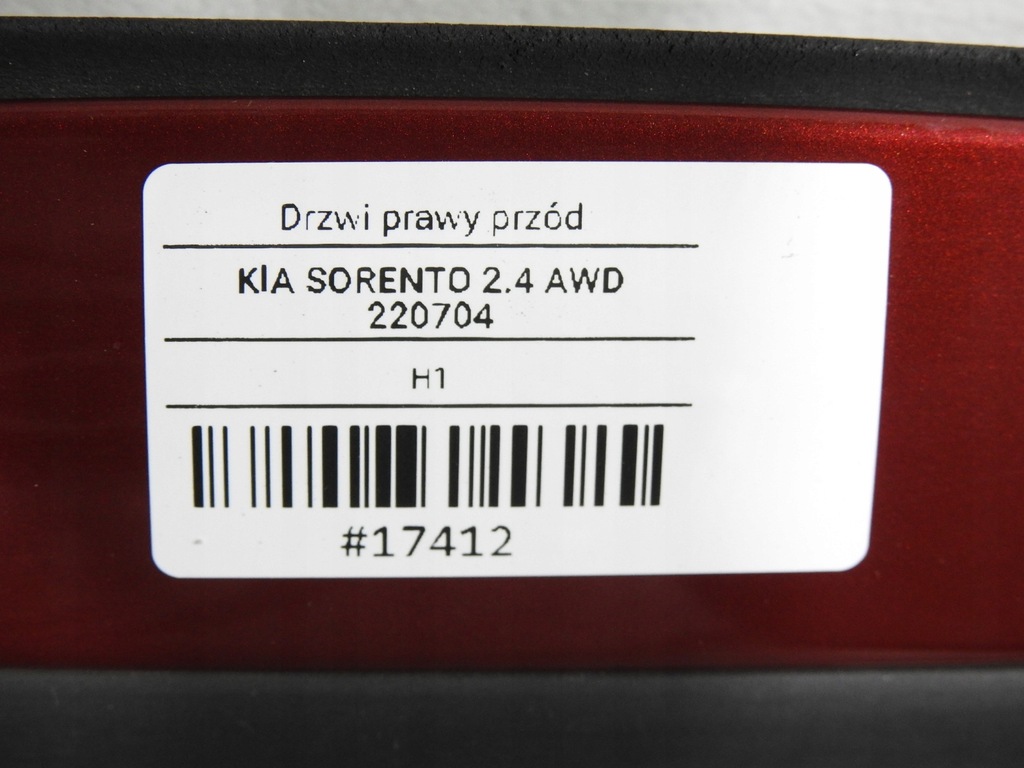 Drzwi prawy przód
KIA SORENTO 2.4 AWD
220704
H1
#17412